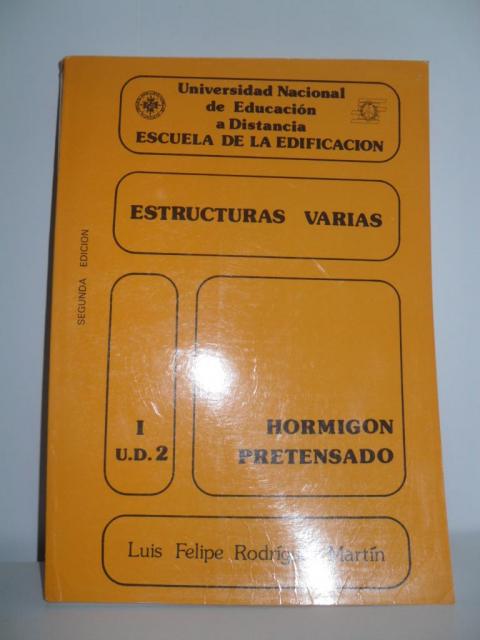 Universidad Nacional
de Educación
a Distancia
ESCUELA DE LA EDIFICACION
ESTRUCTURAS VARIAS
SEGUNDA EDICION
I
U.D.2
HORMIGON
PRETENSADO
Luis Felipe Rodríguez Martín